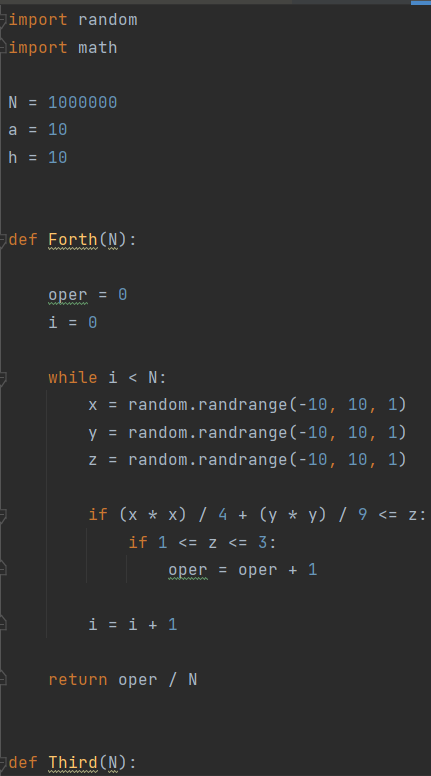 import random
import math
N = 1000000
a = 10
h = 10
def Forth(N):
oper = 0
i = 0
while i < N:
x = random.randrange(-10, 10, 1)
y = random.randrange(-10, 10, 1)
z = random.randrange(-10, 10, 1)
if (x * x) / 4 + (y * y) / 9 <= z:
if 1 <= z <= 3:
oper = oper + 1
i = i + 1
return oper / N
def Third(N):